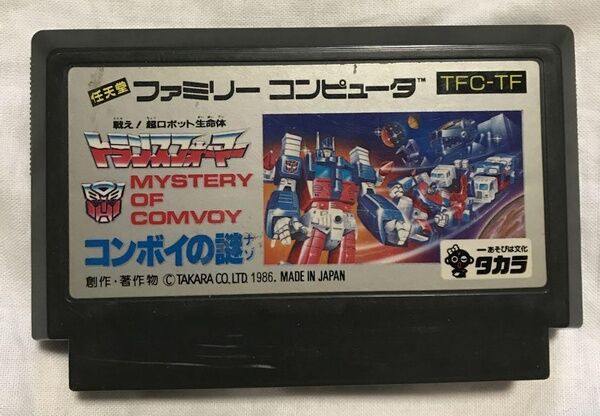 任天堂 ファミリー コンピュータ™
TFC-TF
戦え!超ロボット生命体
トランスフォーマー
MYSTERY
OF
COMVOY
コンボイの謎
ナゾ
創作・著作物 ©TAKARA CO., LTD. 1986. MADE IN JAPAN
―あそびは文化
タカラ